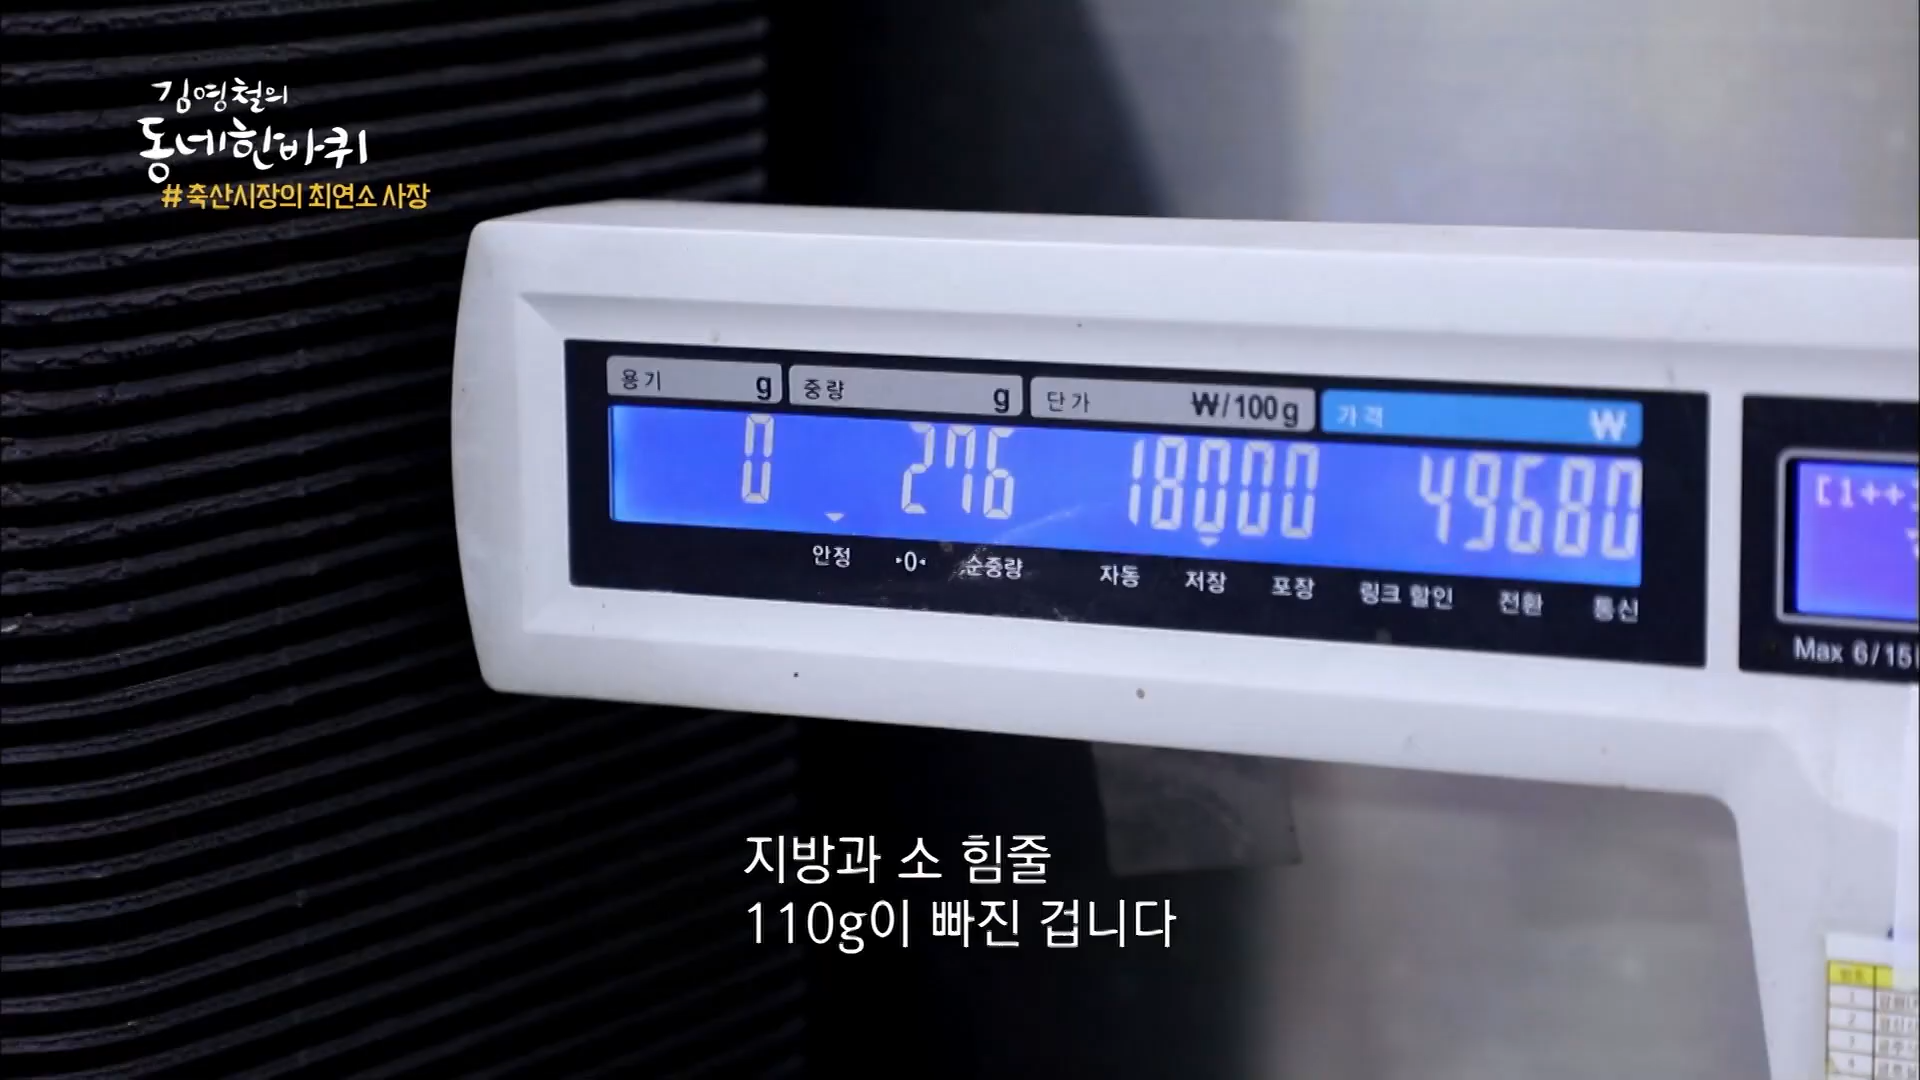 김영철의
동네한바퀴
#축산시장의 최연소 사장
용기 g 중량 g 단가 ₩/100g 가격 ₩
0 276 18000 49680
[1++]
안정 ▸0◂ 순중량 자동 저장 포장 링크 할인 전환 통신
Max 6/15
지방과 소 힘줄
110g이 빠진 겁니다